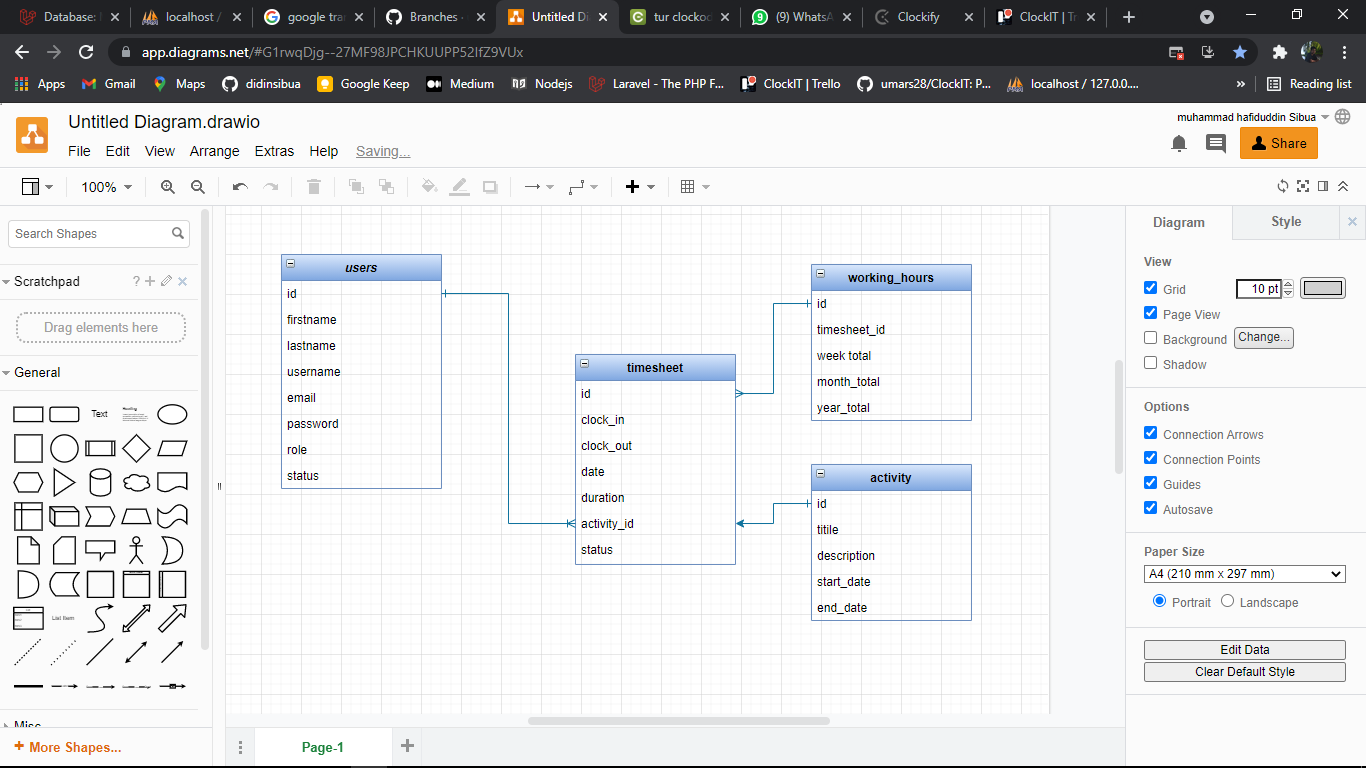 Database: 
localhost / 
google tra
Branches · 
Untitled Di
tur clockoc
(9) WhatsA
Clockify
ClockIT | Tr
app.diagrams.net/#G1rwqDjg--27MF98JPCHKUUPP52IfZ9VUx
Apps
Gmail
Maps
didinsibua
Google Keep
Medium
Nodejs
Laravel - The PHP F...
ClockIT | Trello
umars28/ClockIT: P...
localhost / 127.0.0....
»
Reading list
Untitled Diagram.drawio
muhammad hafiduddin Sibua
File Edit View Arrange Extras Help Saving...
Share
100%
Search Shapes
Scratchpad
?
Drag elements here
General
Text
Heading
List Item
Misc
+ More Shapes...
users
id
firstname
lastname
username
email
password
role
status
timesheet
id
clock_in
clock_out
date
duration
activity_id
status
working_hours
id
timesheet_id
week total
month_total
year_total
activity
id
titile
description
start_date
end_date
Page-1
Diagram
Style
View
Grid
10 pt
Page View
Background
Change...
Shadow
Options
Connection Arrows
Connection Points
Guides
Autosave
Paper Size
A4 (210 mm x 297 mm)
Portrait
Landscape
Edit Data
Clear Default Style